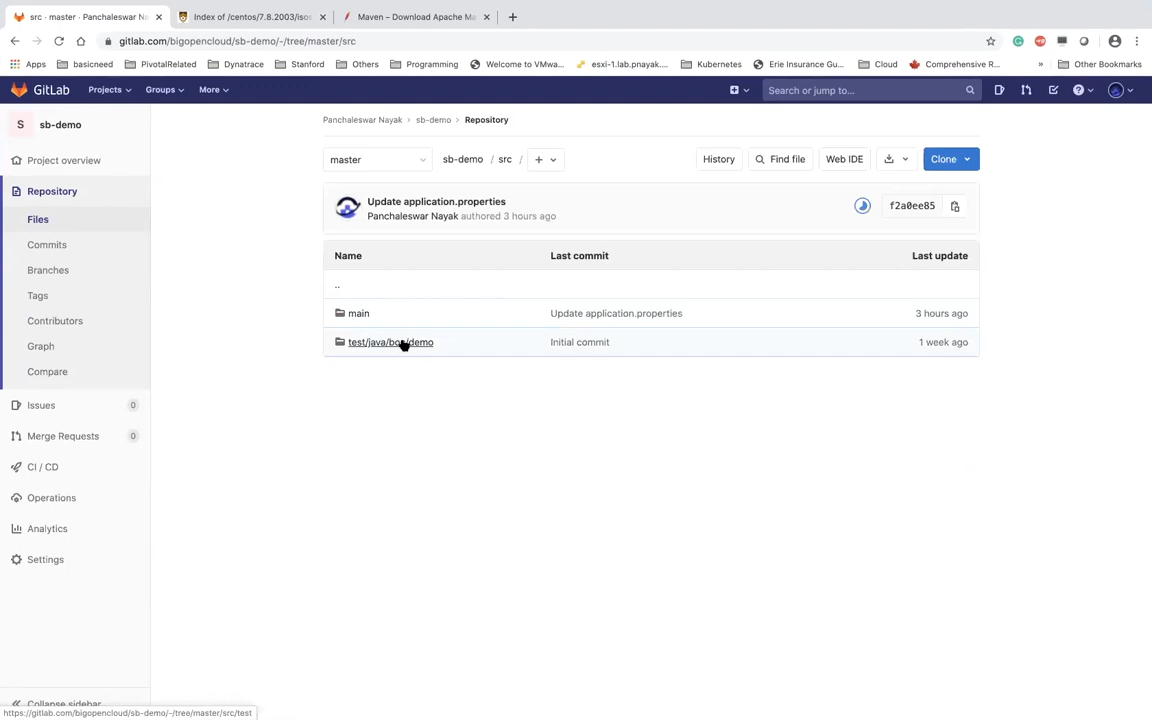 src · master · Panchaleswar N
Index of /centos/7.8.2003/isos
Maven – Download Apache Ma
gitlab.com/bigopencloud/sb-demo/-/tree/master/src
Apps basicneed PivotalRelated Dynatrace Stanford Others Programming Welcome to VMwa... esxi-1.lab.pnayak.... Kubernetes Erie Insurance Gu... Cloud Comprehensive R... » Other Bookmarks
GitLab Projects Groups More Search or jump to...
S sb-demo
Project overview
Repository
Files
Commits
Branches
Tags
Contributors
Graph
Compare
Issues 0
Merge Requests 0
CI / CD
Operations
Analytics
Settings
Collapse sidebar
https://gitlab.com/bigopencloud/sb-demo/-/tree/master/src/test
Panchaleswar Nayak › sb-demo › Repository
master sb-demo / src / + History Find file Web IDE Clone
Update application.properties
Panchaleswar Nayak authored 3 hours ago
f2a0ee85
Name Last commit Last update
..
main Update application.properties 3 hours ago
test/java/boc/demo Initial commit 1 week ago